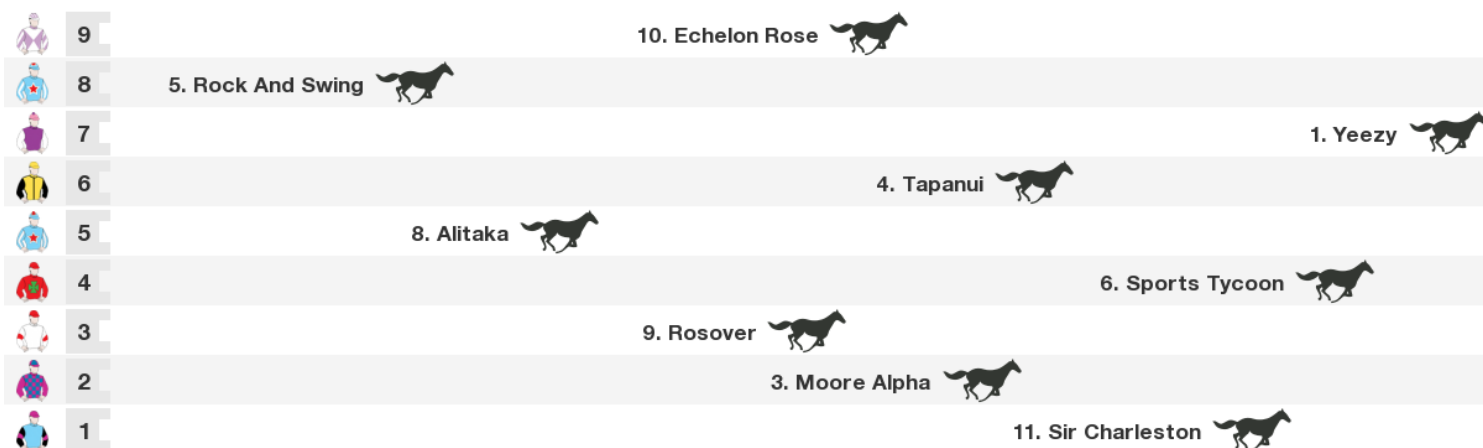 9 10. Echelon Rose
8 5. Rock And Swing
7 1. Yeezy
6 4. Tapanui
5 8. Alitaka
4 6. Sports Tycoon
3 9. Rosover
2 3. Moore Alpha
1 11. Sir Charleston